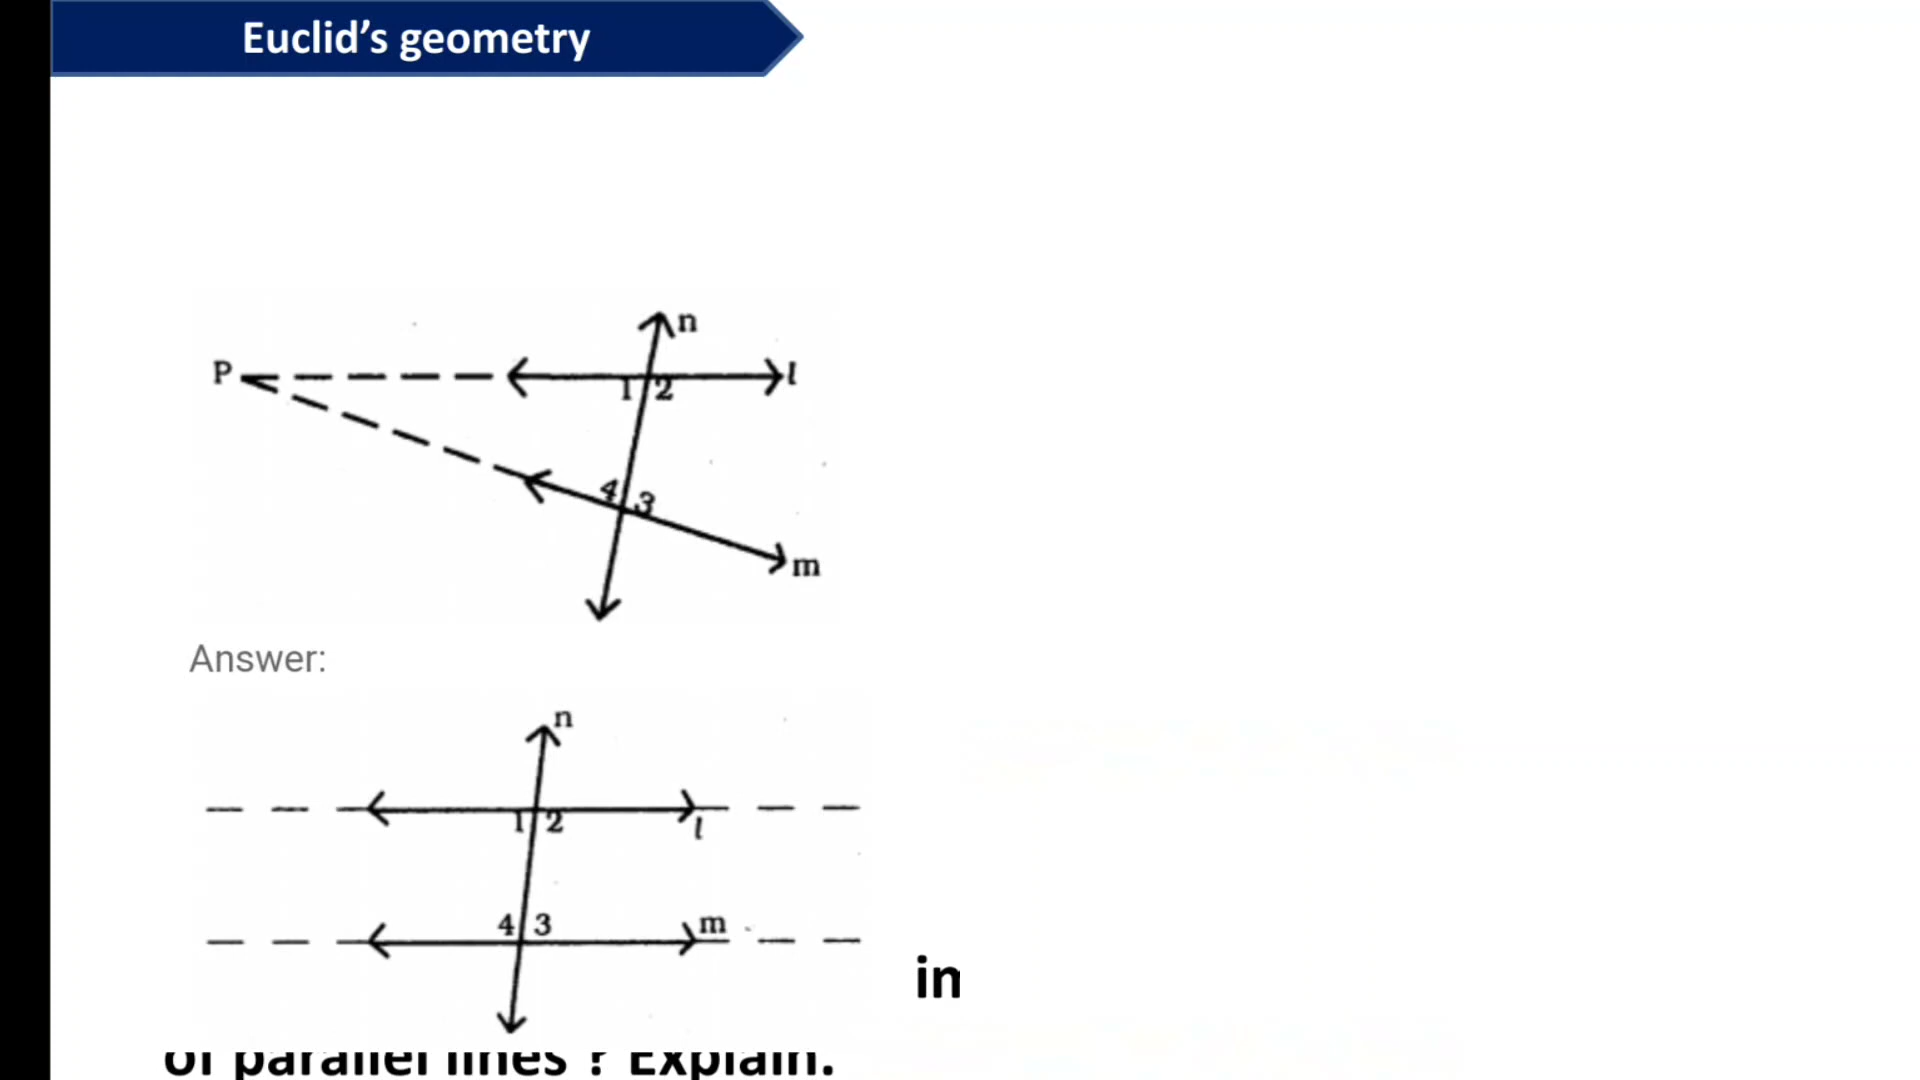 Euclid's geometry
n
P
l
1 2
4 3
m
Answer:
n
1 2
l
4 3
m
in
of parallel lines ? Explain.